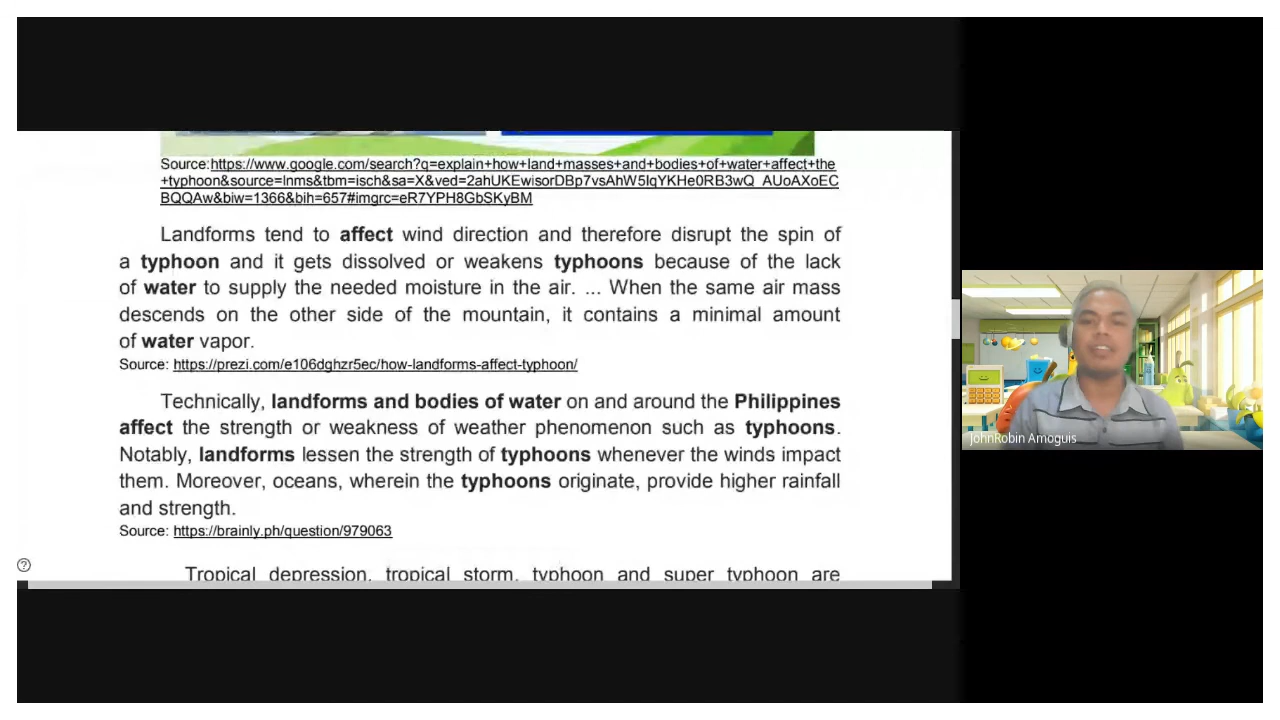 Source:https://www.google.com/search?q=explain+how+land+masses+and+bodies+of+water+affect+the
+typhoon&source=lnms&tbm=isch&sa=X&ved=2ahUKEwisorDBp7vsAhW5IqYKHe0RB3wQ_AUoAXoEC
BQQAw&biw=1366&bih=657#imgrc=eR7YPH8GbSKyBM
Landforms tend to affect wind direction and therefore disrupt the spin of
a typhoon and it gets dissolved or weakens typhoons because of the lack
of water to supply the needed moisture in the air. ... When the same air mass
descends on the other side of the mountain, it contains a minimal amount
of water vapor.
Source: https://prezi.com/e106dghzr5ec/how-landforms-affect-typhoon/
Technically, landforms and bodies of water on and around the Philippines
affect the strength or weakness of weather phenomenon such as typhoons.
Notably, landforms lessen the strength of typhoons whenever the winds impact
them. Moreover, oceans, wherein the typhoons originate, provide higher rainfall
and strength.
Source: https://brainly.ph/question/979063
Tropical depression, tropical storm, typhoon and super typhoon are
JohnRobin Amoguis